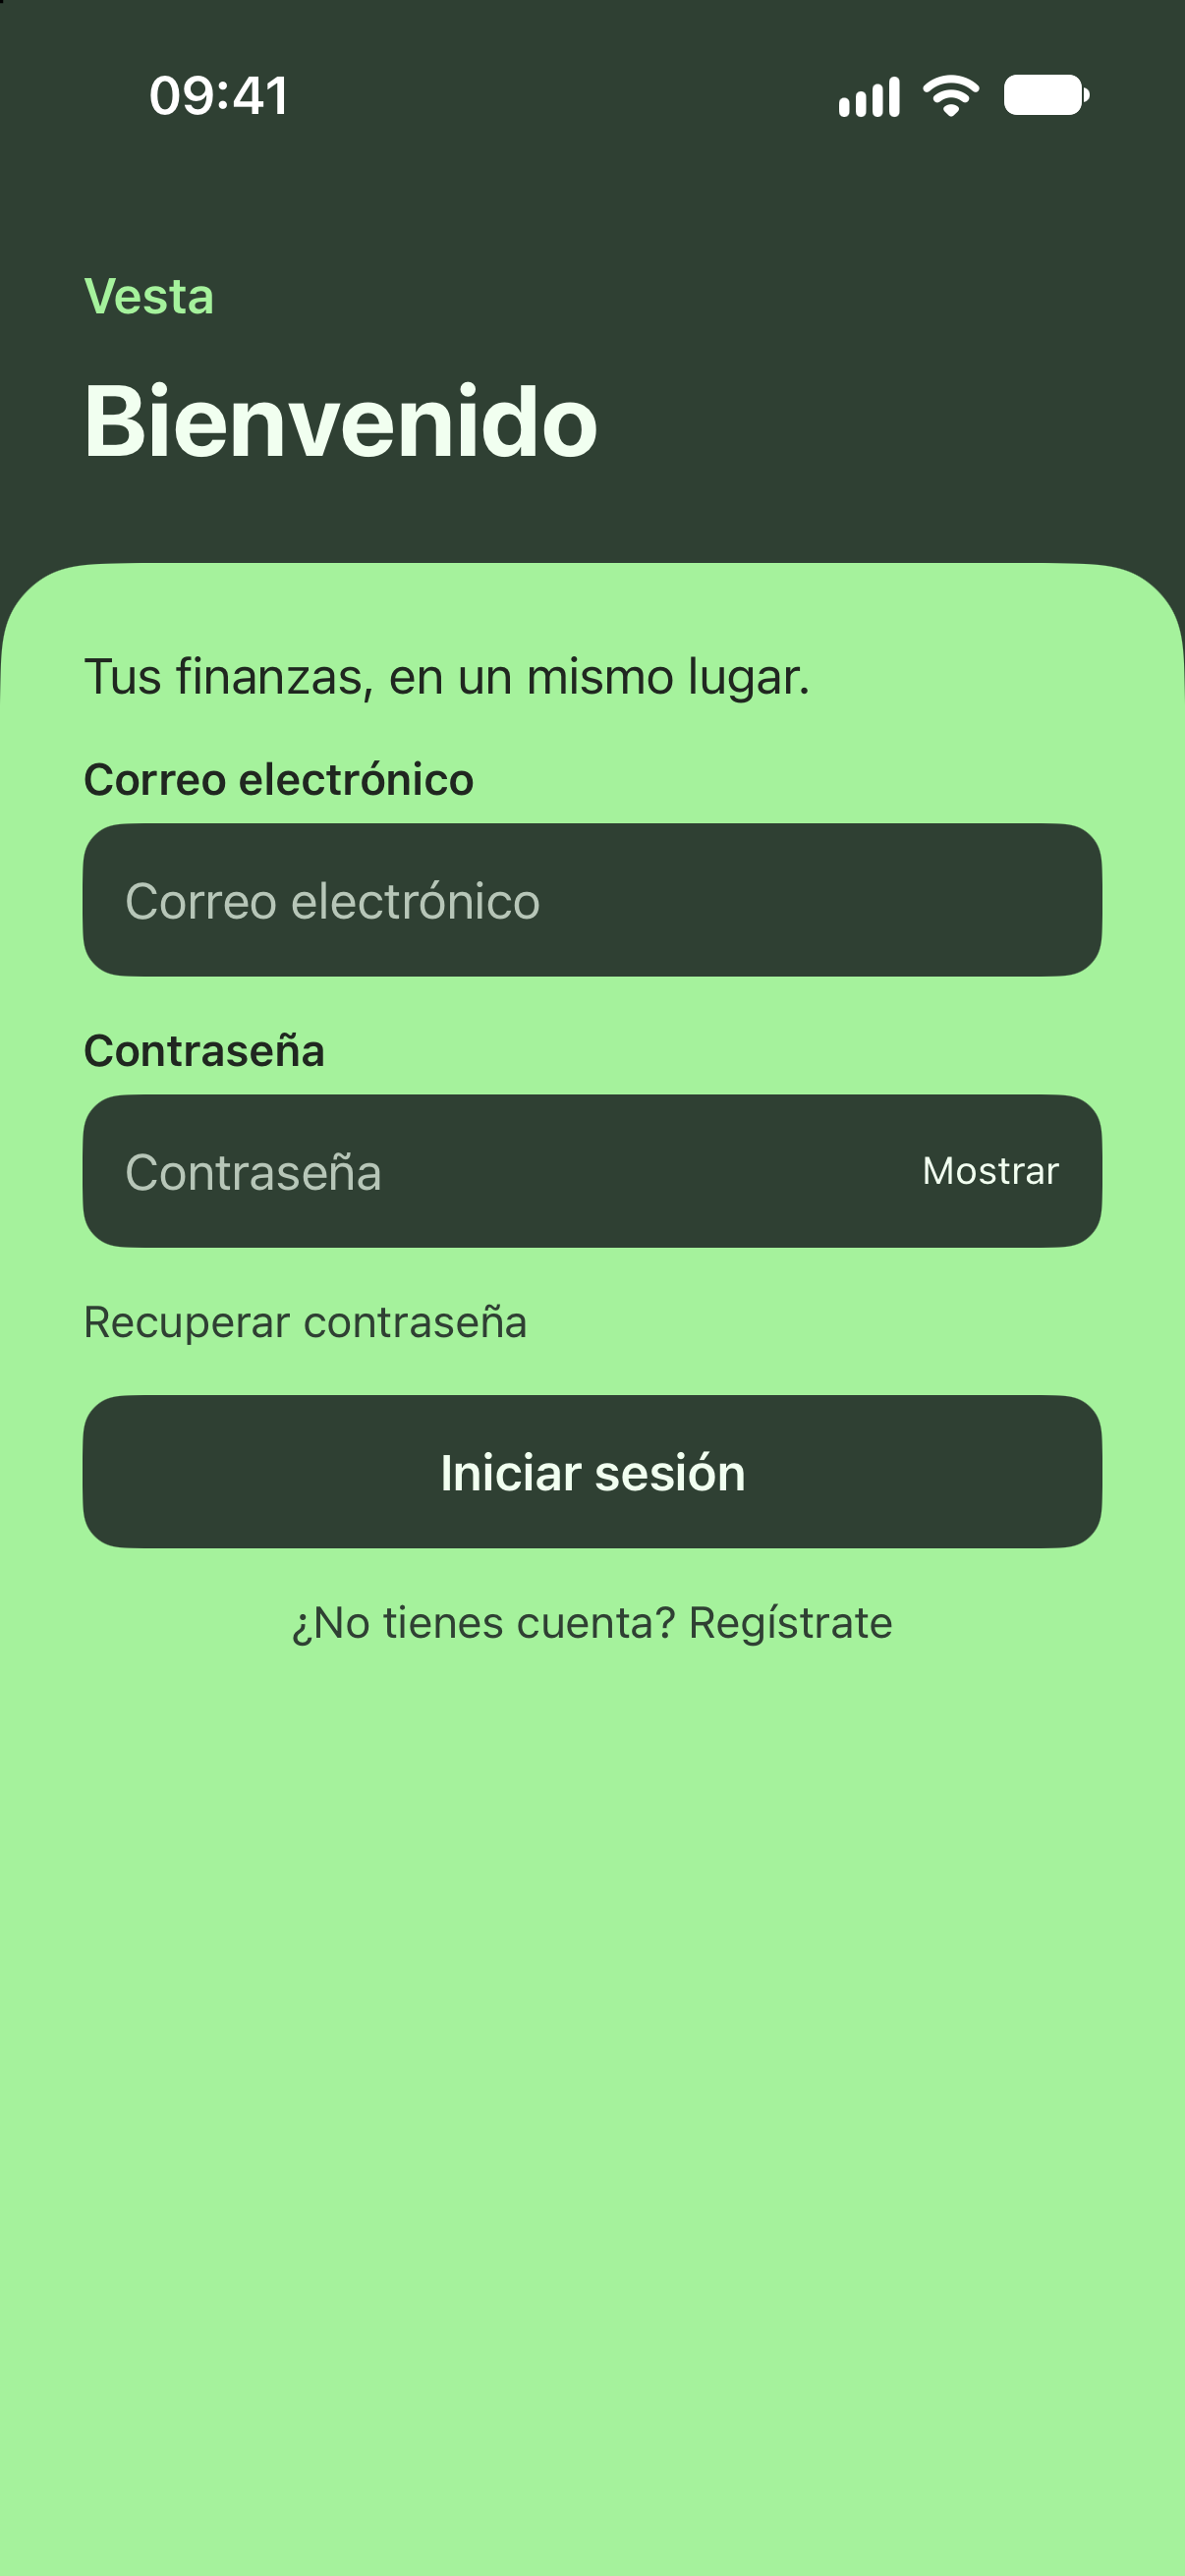 09:41
Vesta
Bienvenido
Tus finanzas, en un mismo lugar.
Correo electrónico
Correo electrónico
Contraseña
Contraseña Mostrar
Recuperar contraseña
Iniciar sesión
¿No tienes cuenta? Regístrate